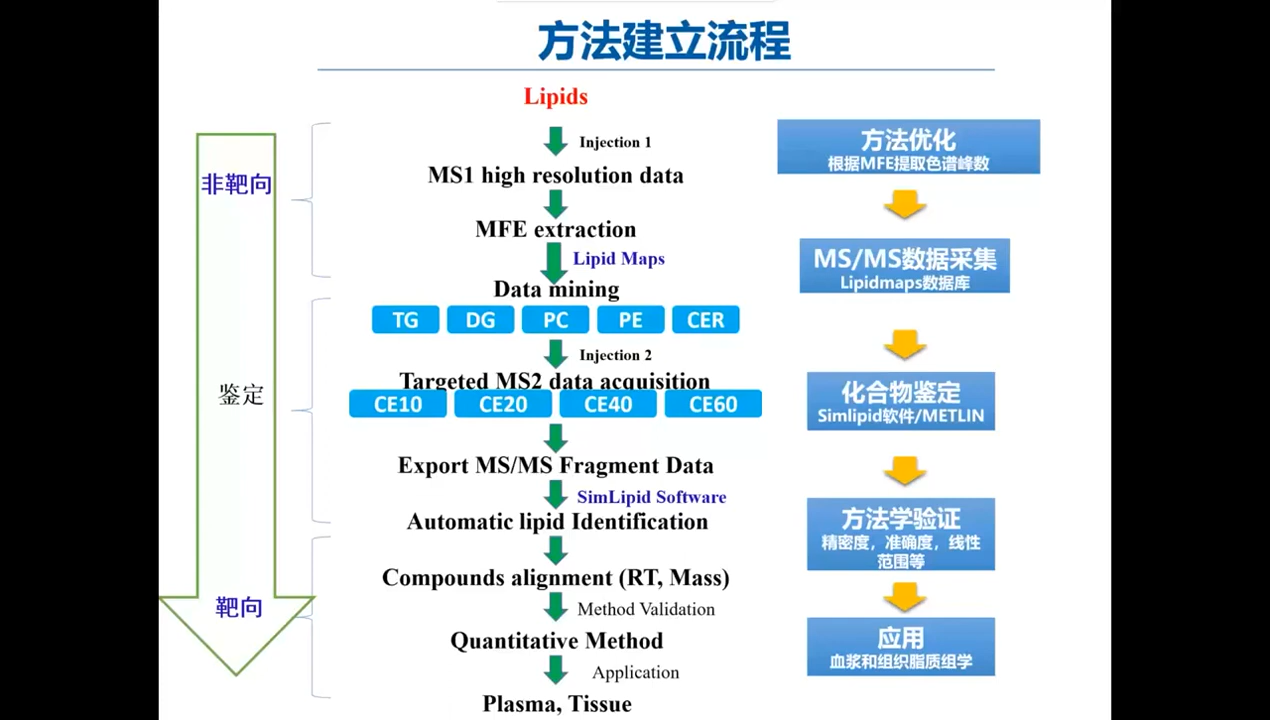 方法建立流程
Lipids
Injection 1
MS1 high resolution data
MFE extraction
Lipid Maps
Data mining
TG DG PC PE CER
Injection 2
Targeted MS2 data acquisition
CE10 CE20 CE40 CE60
Export MS/MS Fragment Data
SimLipid Software
Automatic lipid Identification
Compounds alignment (RT, Mass)
Method Validation
Quantitative Method
Application
Plasma, Tissue
非靶向
鉴定
靶向
方法优化
根据MFE提取色谱峰数
MS/MS数据采集
Lipidmaps数据库
化合物鉴定
Simlipid软件/METLIN
方法学验证
精密度，准确度，线性
范围等
应用
血浆和组织脂质组学